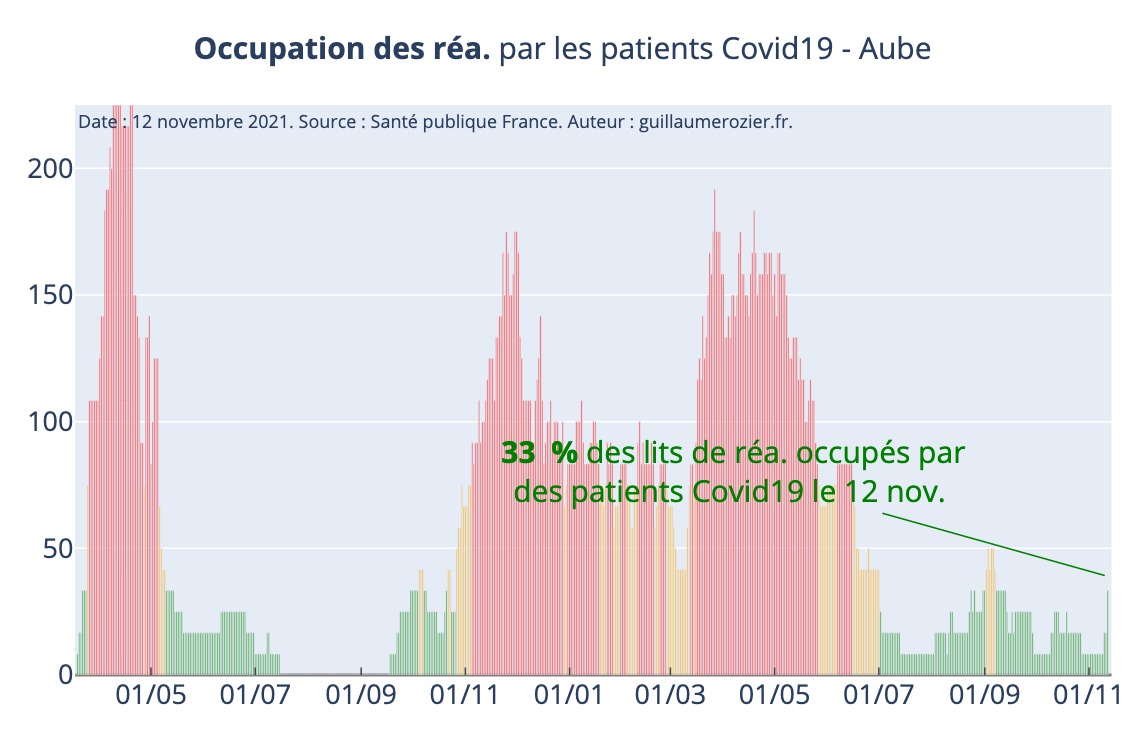 Occupation des réa. par les patients Covid19 - Aube
Date : 12 novembre 2021. Source : Santé publique France. Auteur : guillaumerozier.fr.
200
150
100
50
0
33 % des lits de réa. occupés par
des patients Covid19 le 12 nov.
01/05 01/07 01/09 01/11 01/01 01/03 01/05 01/07 01/09 01/11